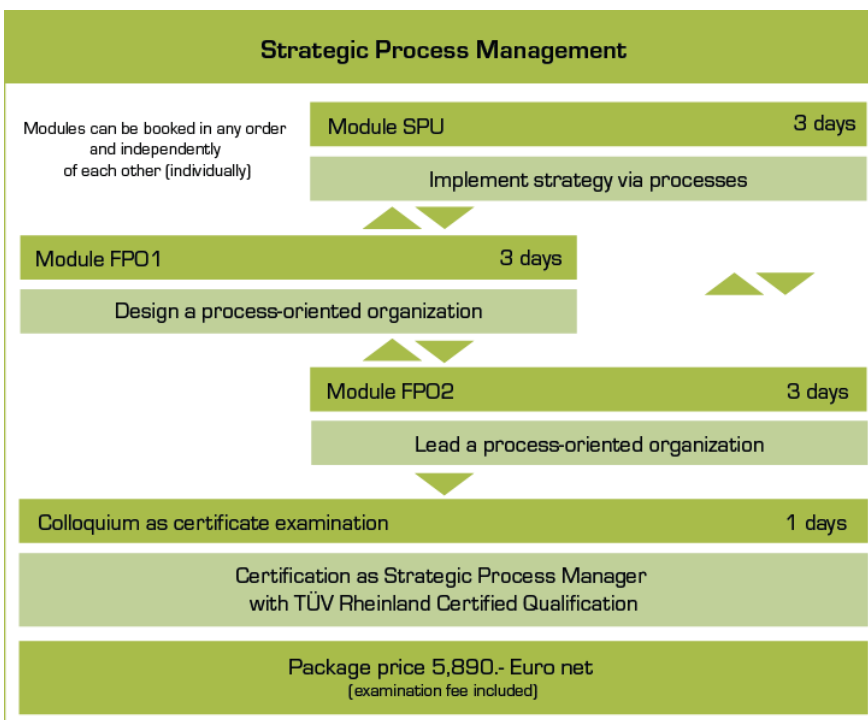 Strategic Process Management
Modules can be booked in any order
and independently
of each other (individually)
Module SPU 3 days
Implement strategy via processes
Module FPO1 3 days
Design a process-oriented organization
Module FPO2 3 days
Lead a process-oriented organization
Colloquium as certificate examination 1 days
Certification as Strategic Process Manager
with TÜV Rheinland Certified Qualification
Package price 5,890.- Euro net
(examination fee included)